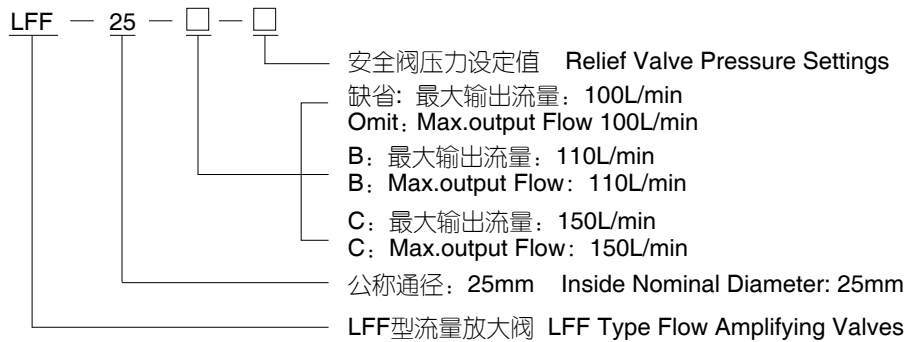 LFF — 25 — □ — □
安全阀压力设定值 Relief Valve Pressure Settings
缺省: 最大输出流量：100L/min
Omit：Max.output Flow 100L/min
B：最大输出流量：110L/min
B：Max.output Flow：110L/min
C：最大输出流量：150L/min
C：Max.output Flow：150L/min
公称通径：25mm Inside Nominal Diameter: 25mm
LFF型流量放大阀 LFF Type Flow Amplifying Valves